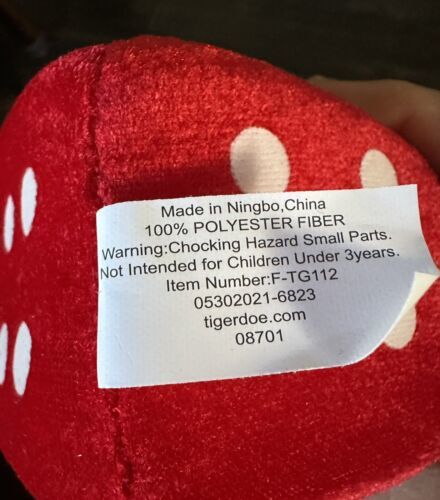 Made in Ningbo,China
100% POLYESTER FIBER
Warning:Chocking Hazard Small Parts.
Not Intended for Children Under 3years.
Item Number:F-TG112
05302021-6823
tigerdoe.com
08701